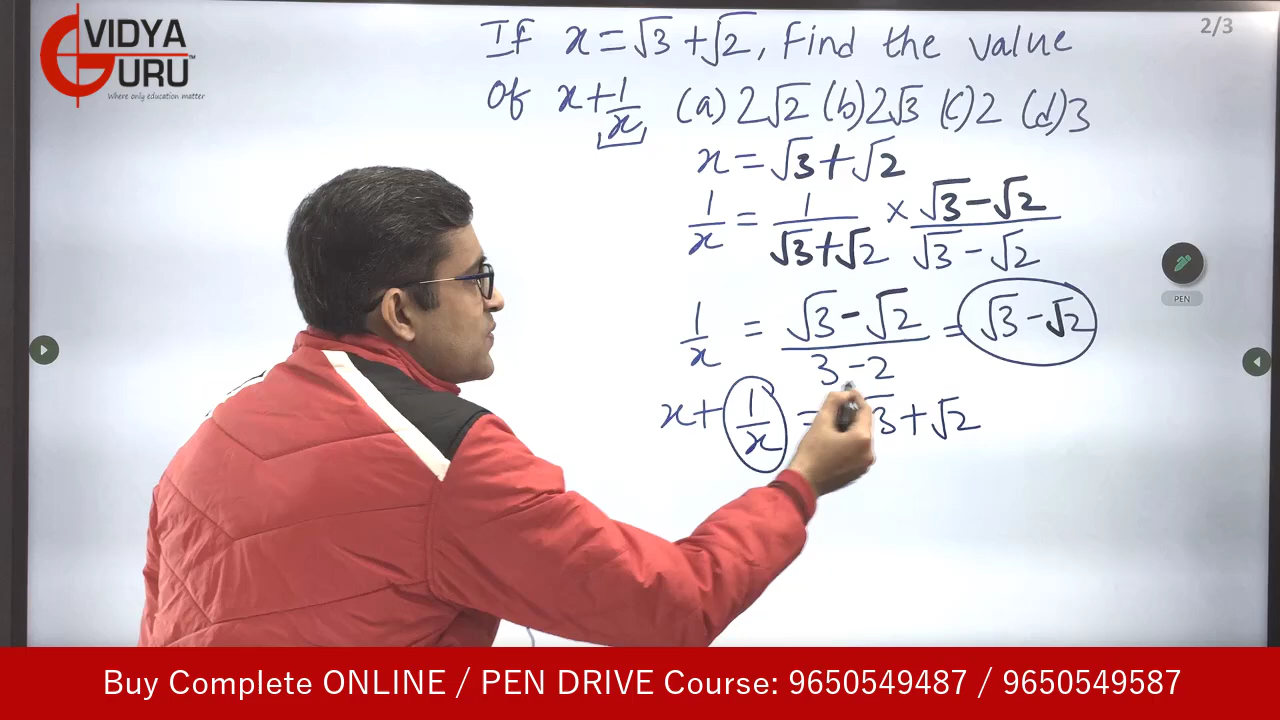 VIDYA
GURU™
Where only education matter
2/3
If x = √3 + √2, Find the value
Of x + 1/x (a) 2√2 (b) 2√3 (c) 2 (d) 3
x = √3 + √2
1/x = 1/(√3 + √2) × (√3 - √2)/(√3 - √2)
1/x = (√3 - √2)/(3 - 2) = √3 - √2
x + 1/x = √3 + √2
PEN
Buy Complete ONLINE / PEN DRIVE Course: 9650549487 / 9650549587